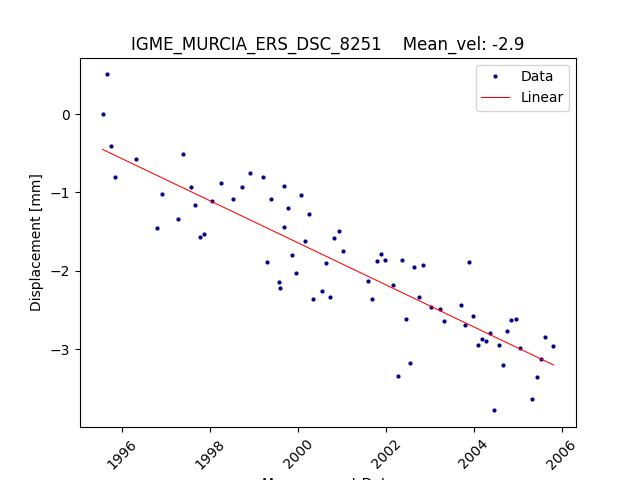 IGME_MURCIA_ERS_DSC_8251    Mean_vel: -2.9
Data
Linear
Displacement [mm]
0
−1
−2
−3
1996
1998
2000
2002
2004
2006